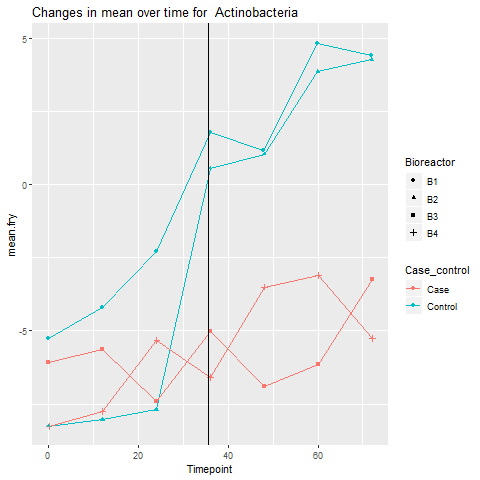 Changes in mean over time for  Actinobacteria
mean.fry
5
0
-5
0
20
40
60
Timepoint
Bioreactor
B1
B2
B3
B4
Case_control
Case
Control